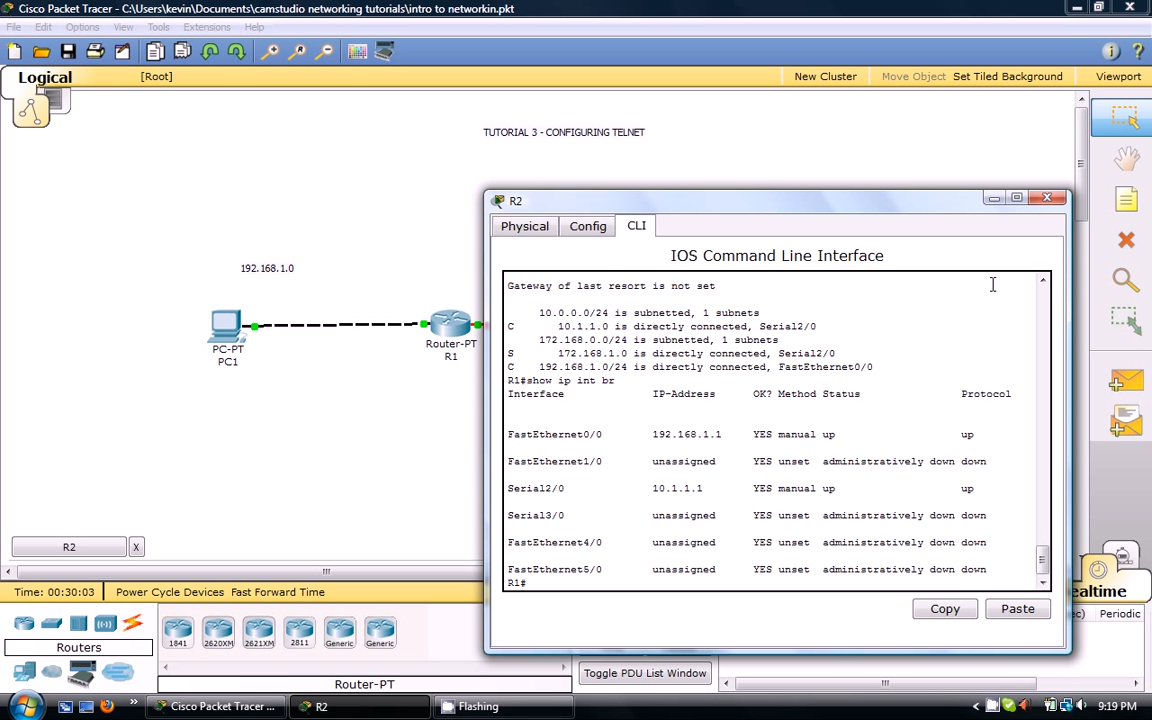 Cisco Packet Tracer - C:\Users\kevin\Documents\camstudio networking tutorials\intro to networkin.pkt
File Edit Options View Tools Extensions Help
Logical [Root] New Cluster Move Object Set Tiled Background Viewport
TUTORIAL 3 - CONFIGURING TELNET
192.168.1.0
PC-PT
PC1
Router-PT
R1
R2
Physical Config CLI
IOS Command Line Interface
Gateway of last resort is not set
10.0.0.0/24 is subnetted, 1 subnets
C 10.1.1.0 is directly connected, Serial2/0
172.168.0.0/24 is subnetted, 1 subnets
S 172.168.1.0 is directly connected, Serial2/0
C 192.168.1.0/24 is directly connected, FastEthernet0/0
R1#show ip int br
Interface IP-Address OK? Method Status Protocol
FastEthernet0/0 192.168.1.1 YES manual up up
FastEthernet1/0 unassigned YES unset administratively down down
Serial2/0 10.1.1.1 YES manual up up
Serial3/0 unassigned YES unset administratively down down
FastEthernet4/0 unassigned YES unset administratively down down
FastEthernet5/0 unassigned YES unset administratively down down
R1#
Copy Paste
R2 X
Time: 00:30:03 Power Cycle Devices Fast Forward Time ealtime
Routers
1841 2620XM 2621XM 2811 Generic Generic
Router-PT
Toggle PDU List Window
ec) Periodic
Cisco Packet Tracer ... R2 Flashing 9:19 PM